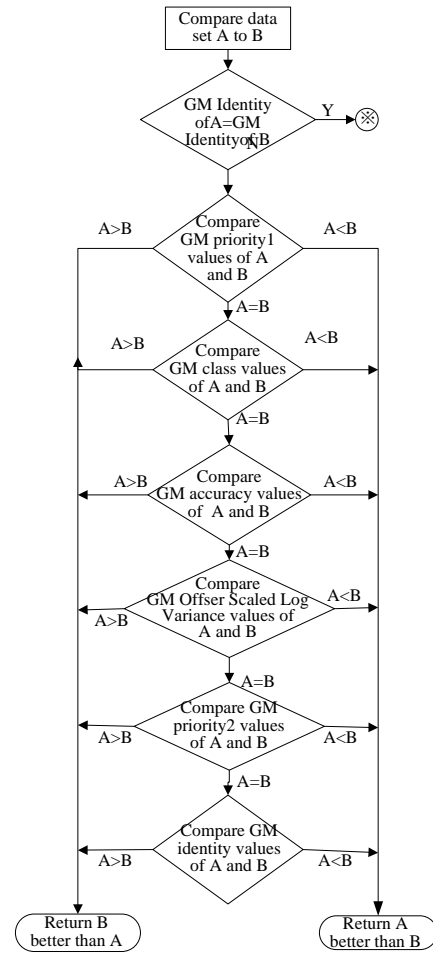 Compare data
set A to B
GM Identity
ofA=GM
IdentityofB
N
Y
※
A>B
Compare
GM priority1
values of A
and B
A<B
A=B
A>B
Compare
GM class values
of A and B
A<B
A=B
A>B
Compare
GM accuracy values
of A and B
A<B
A=B
Compare
GM Offser Scaled Log
Variance values of
A and B
A>B
A<B
A=B
Compare GM
priority2 values
of A and B
A>B
A<B
A=B
Compare GM
identity values
of A and B
A>B
A<B
Return B
better than A
Return A
better than B